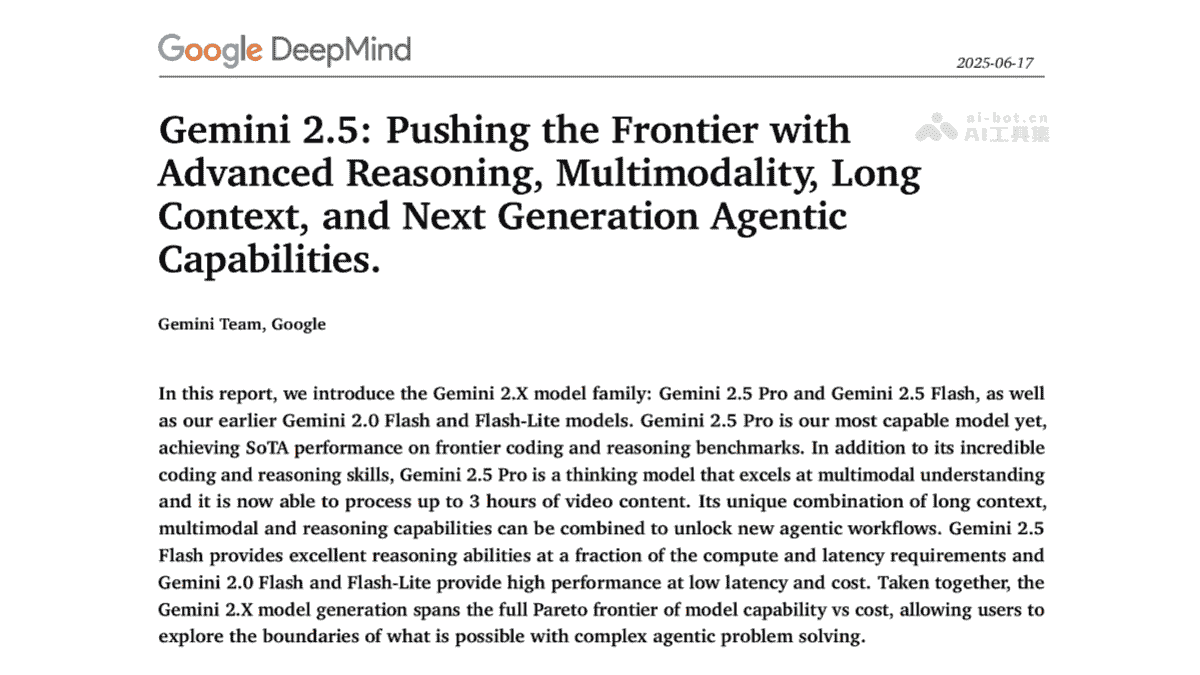 Google DeepMind
2025-06-17
Gemini 2.5: Pushing the Frontier with
ai-bot.cn
AI工具集
Advanced Reasoning, Multimodality, Long
Context, and Next Generation Agentic
Capabilities.
Gemini Team, Google
In this report, we introduce the Gemini 2.X model family: Gemini 2.5 Pro and Gemini 2.5 Flash, as well
as our earlier Gemini 2.0 Flash and Flash-Lite models. Gemini 2.5 Pro is our most capable model yet,
achieving SoTA performance on frontier coding and reasoning benchmarks. In addition to its incredible
coding and reasoning skills, Gemini 2.5 Pro is a thinking model that excels at multimodal understanding
and it is now able to process up to 3 hours of video content. Its unique combination of long context,
multimodal and reasoning capabilities can be combined to unlock new agentic workflows. Gemini 2.5
Flash provides excellent reasoning abilities at a fraction of the compute and latency requirements and
Gemini 2.0 Flash and Flash-Lite provide high performance at low latency and cost. Taken together, the
Gemini 2.X model generation spans the full Pareto frontier of model capability vs cost, allowing users to
explore the boundaries of what is possible with complex agentic problem solving.